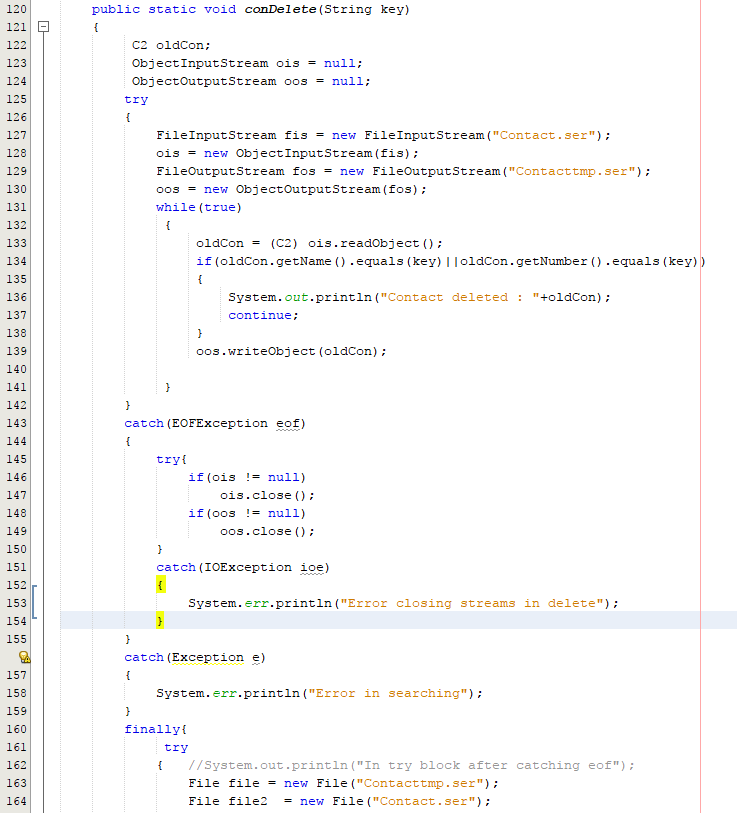 120 public static void conDelete(String key)
121 {
122 C2 oldCon;
123 ObjectInputStream ois = null;
124 ObjectOutputStream oos = null;
125 try
126 {
127 FileInputStream fis = new FileInputStream("Contact.ser");
128 ois = new ObjectInputStream(fis);
129 FileOutputStream fos = new FileOutputStream("Contacttmp.ser");
130 oos = new ObjectOutputStream(fos);
131 while(true)
132 {
133 oldCon = (C2) ois.readObject();
134 if(oldCon.getName().equals(key)||oldCon.getNumber().equals(key))
135 {
136 System.out.println("Contact deleted : "+oldCon);
137 continue;
138 }
139 oos.writeObject(oldCon);
140
141 }
142 }
143 catch(EOFException eof)
144 {
145 try{
146 if(ois != null)
147 ois.close();
148 if(oos != null)
149 oos.close();
150 }
151 catch(IOException ioe)
152 {
153 System.err.println("Error closing streams in delete");
154 }
155 }
catch(Exception e)
157 {
158 System.err.println("Error in searching");
159 }
160 finally{
161 try
162 { //System.out.println("In try block after catching eof");
163 File file = new File("Contacttmp.ser");
164 File file2 = new File("Contact.ser");